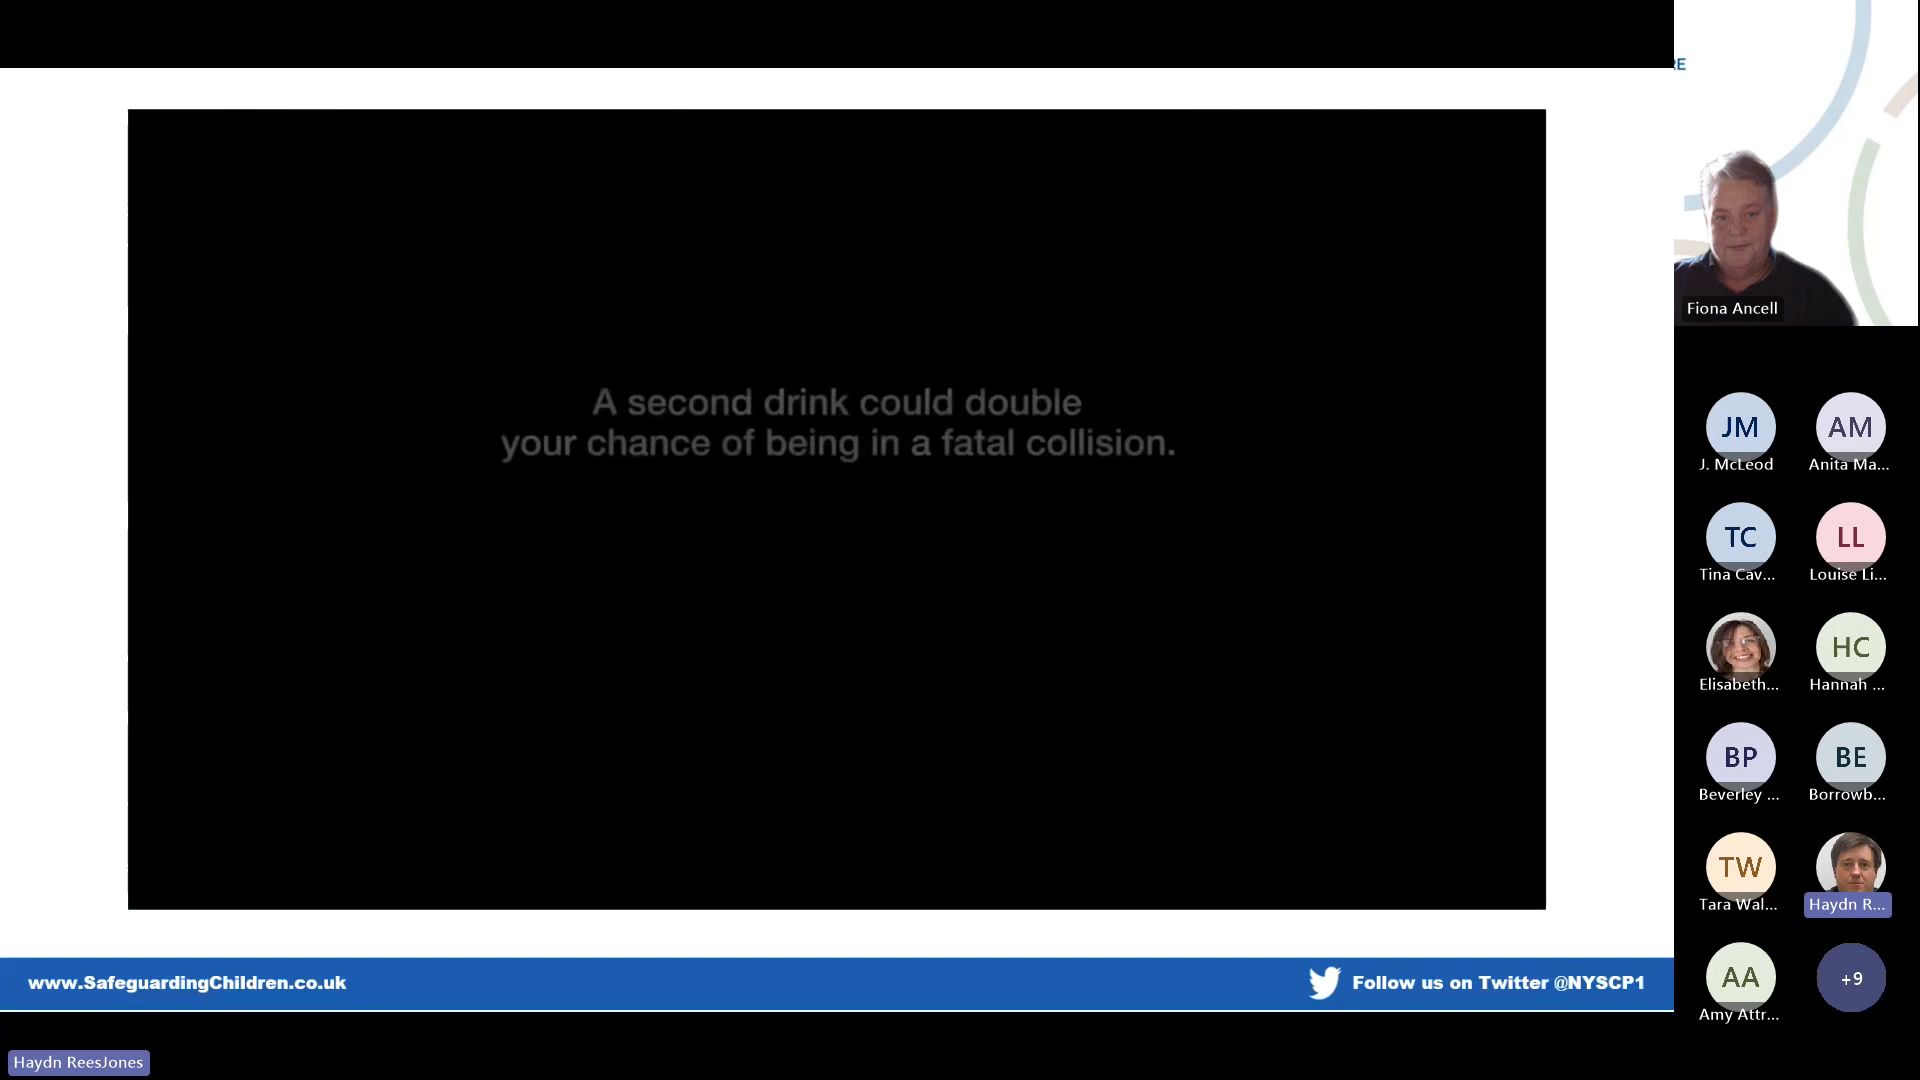 RE
A second drink could double
your chance of being in a fatal collision.
Fiona Ancell
JM
J. McLeod
AM
Anita Ma...
TC
Tina Cav...
LL
Louise Li...
Elisabeth...
HC
Hannah ...
BP
Beverley ...
BE
Borrowb...
TW
Tara Wal...
Haydn R...
AA
Amy Attr...
+9
www.SafeguardingChildren.co.uk
Follow us on Twitter @NYSCP1
Haydn ReesJones